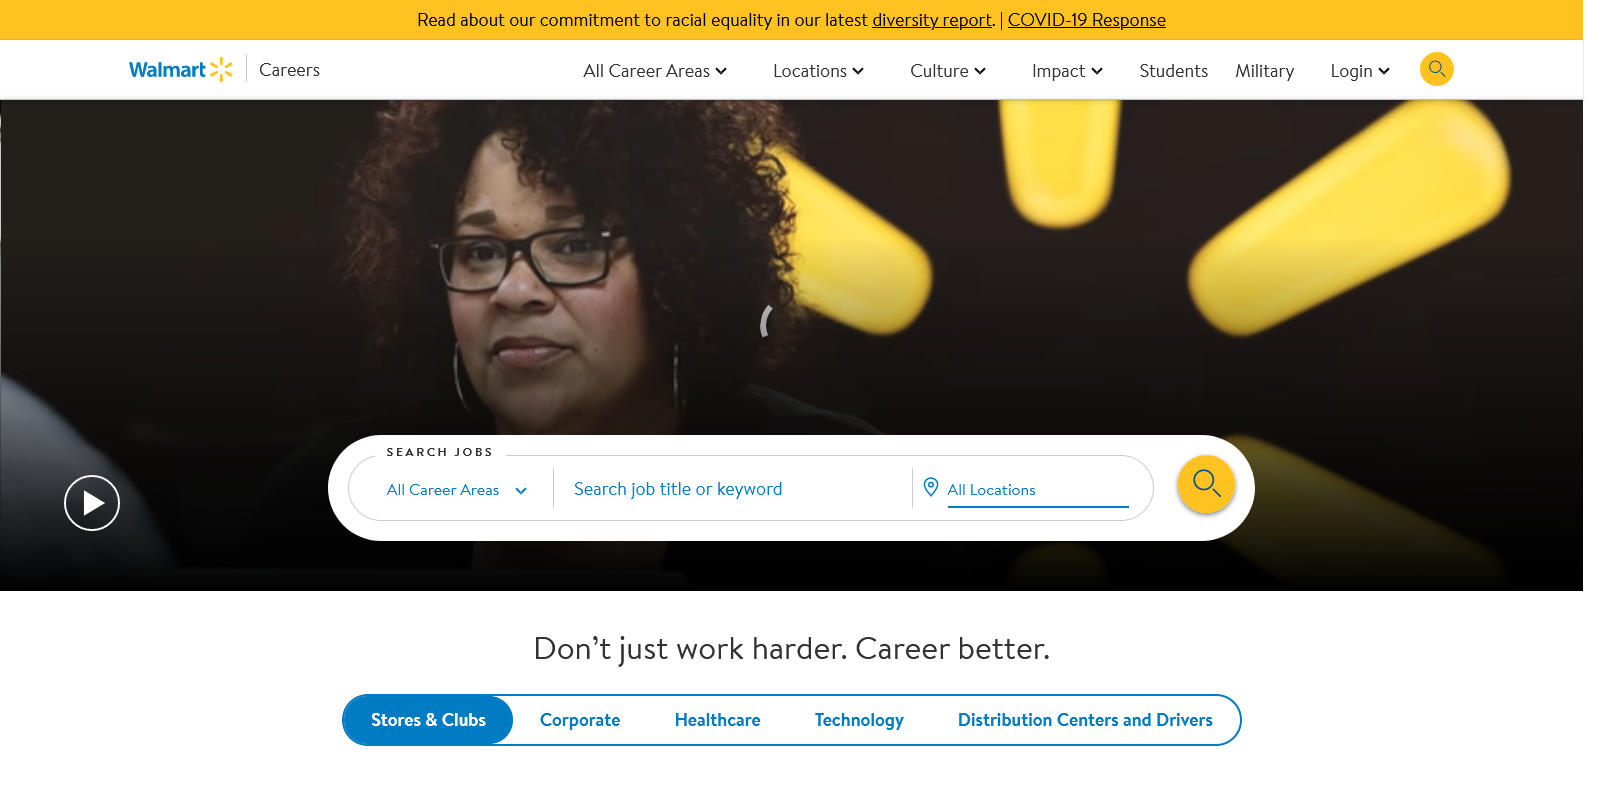 Read about our commitment to racial equality in our latest diversity report. | COVID-19 Response
Walmart Careers All Career Areas Locations Culture Impact Students Military Login
SEARCH JOBS
All Career Areas Search job title or keyword All Locations
Don’t just work harder. Career better.
Stores & Clubs Corporate Healthcare Technology Distribution Centers and Drivers